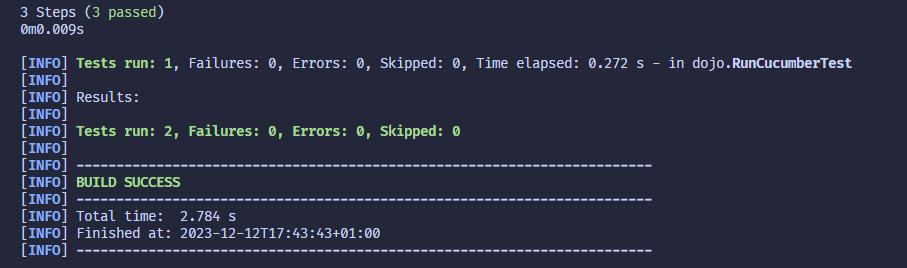 3 Steps (3 passed)
0m0.009s
[INFO] Tests run: 1, Failures: 0, Errors: 0, Skipped: 0, Time elapsed: 0.272 s - in dojo.RunCucumberTest
[INFO]
[INFO] Results:
[INFO]
[INFO] Tests run: 2, Failures: 0, Errors: 0, Skipped: 0
[INFO]
[INFO] ------------------------------------------------------------------------
[INFO] BUILD SUCCESS
[INFO] ------------------------------------------------------------------------
[INFO] Total time:  2.784 s
[INFO] Finished at: 2023-12-12T17:43:43+01:00
[INFO] ------------------------------------------------------------------------